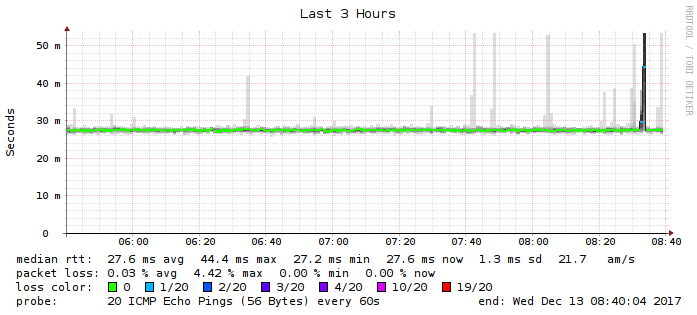 Last 3 Hours
RRDTOOL / TOBI OETIKER
Seconds
50 m
40 m
30 m
20 m
10 m
0
06:00 06:20 06:40 07:00 07:20 07:40 08:00 08:20 08:40
median rtt: 27.6 ms avg 44.4 ms max 27.2 ms min 27.6 ms now 1.3 ms sd 21.7 am/s
packet loss: 0.03 % avg 4.42 % max 0.00 % min 0.00 % now
loss color: 0 1/20 2/20 3/20 4/20 10/20 19/20
probe: 20 ICMP Echo Pings (56 Bytes) every 60s end: Wed Dec 13 08:40:04 2017